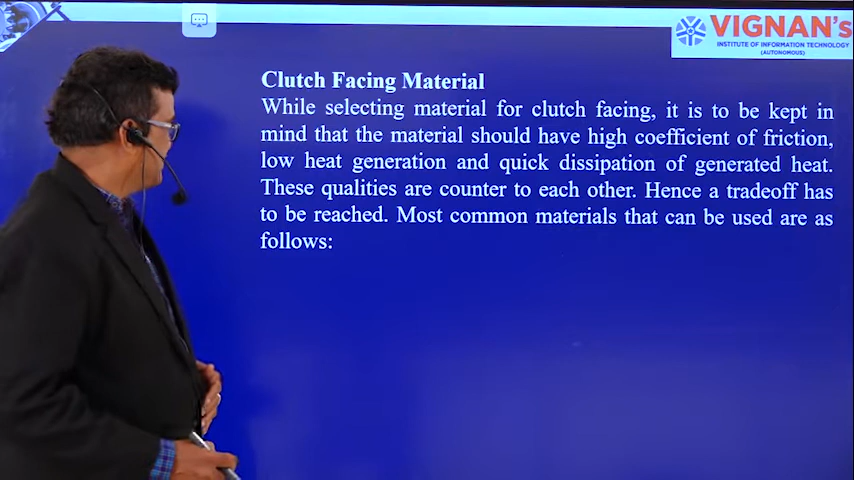 VIGNAN's
INSTITUTE OF INFORMATION TECHNOLOGY
(AUTONOMOUS)
Clutch Facing Material
While selecting material for clutch facing, it is to be kept in
mind that the material should have high coefficient of friction,
low heat generation and quick dissipation of generated heat.
These qualities are counter to each other. Hence a tradeoff has
to be reached. Most common materials that can be used are as
follows: